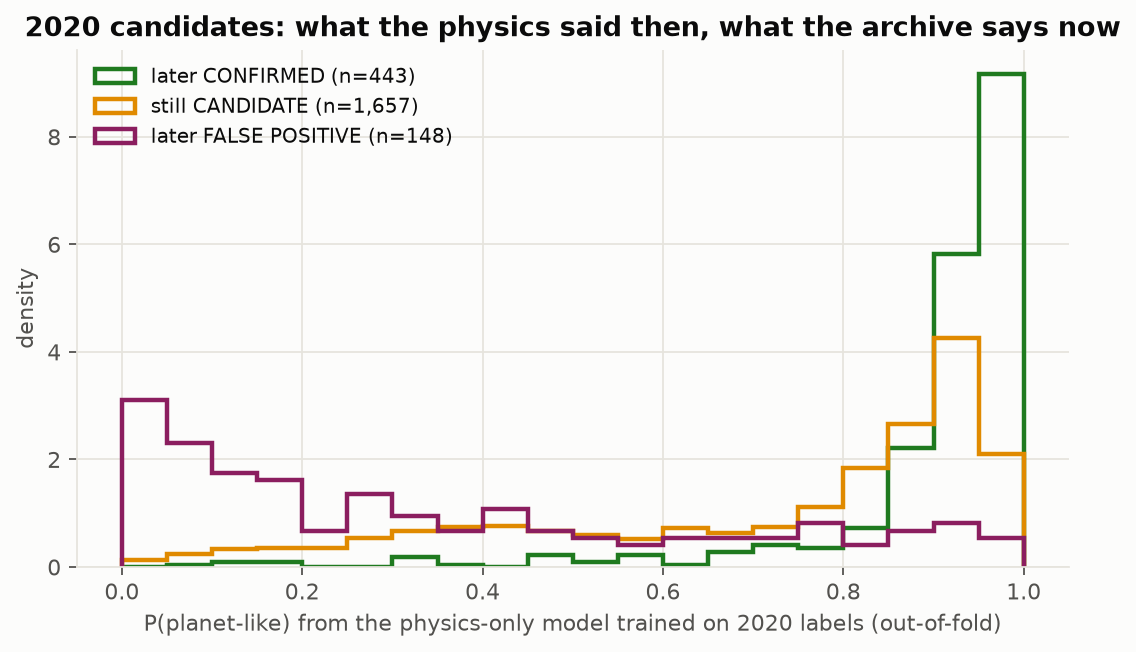 2020 candidates: what the physics said then, what the archive says now
later CONFIRMED (n=443)
still CANDIDATE (n=1,657)
later FALSE POSITIVE (n=148)
density
8
6
4
2
0
0.0 0.2 0.4 0.6 0.8 1.0
P(planet-like) from the physics-only model trained on 2020 labels (out-of-fold)